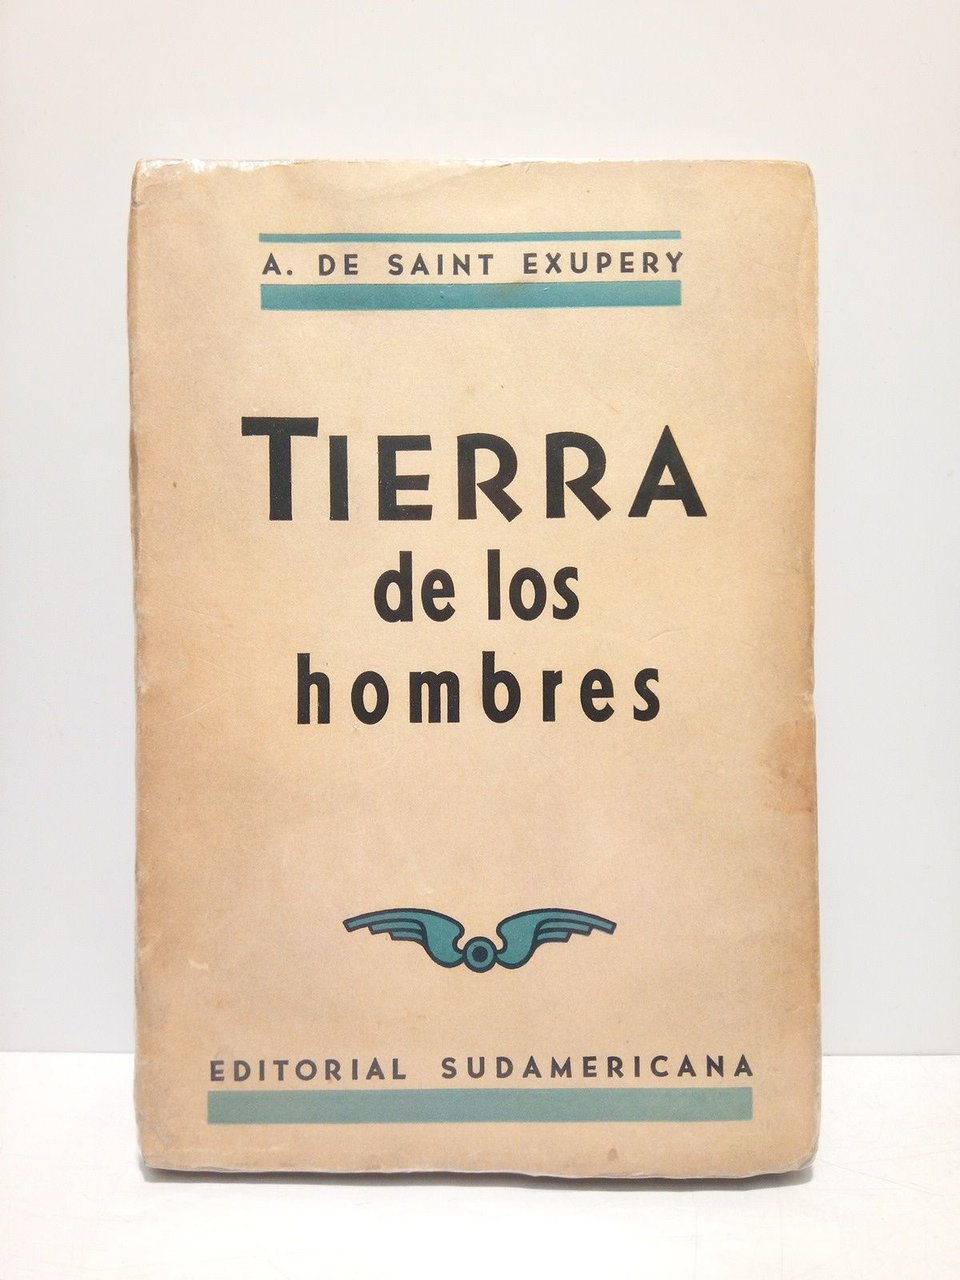 A. DE SAINT EXUPERY
TIERRA
de los
hombres
EDITORIAL SUDAMERICANA